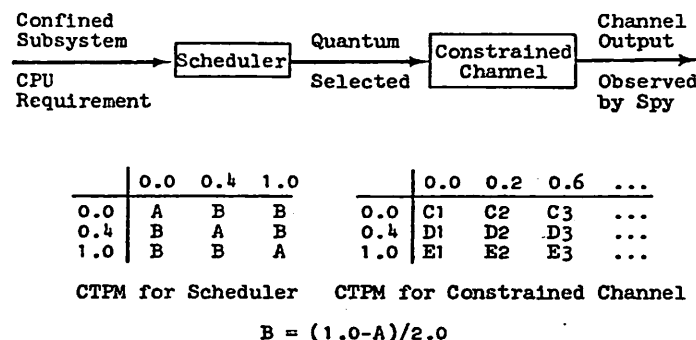 Confined
Subsystem
CPU
Requirement
Scheduler
Quantum
Selected
Constrained
Channel
Channel
Output
Observed
by Spy
0.0 0.4 1.0
0.0 A B B
0.4 B A B
1.0 B B A
CTPM for Scheduler
0.0 0.2 0.6 ...
0.0 C1 C2 C3 ...
0.4 D1 D2 D3 ...
1.0 E1 E2 E3 ...
CTPM for Constrained Channel
B = (1.0-A)/2.0